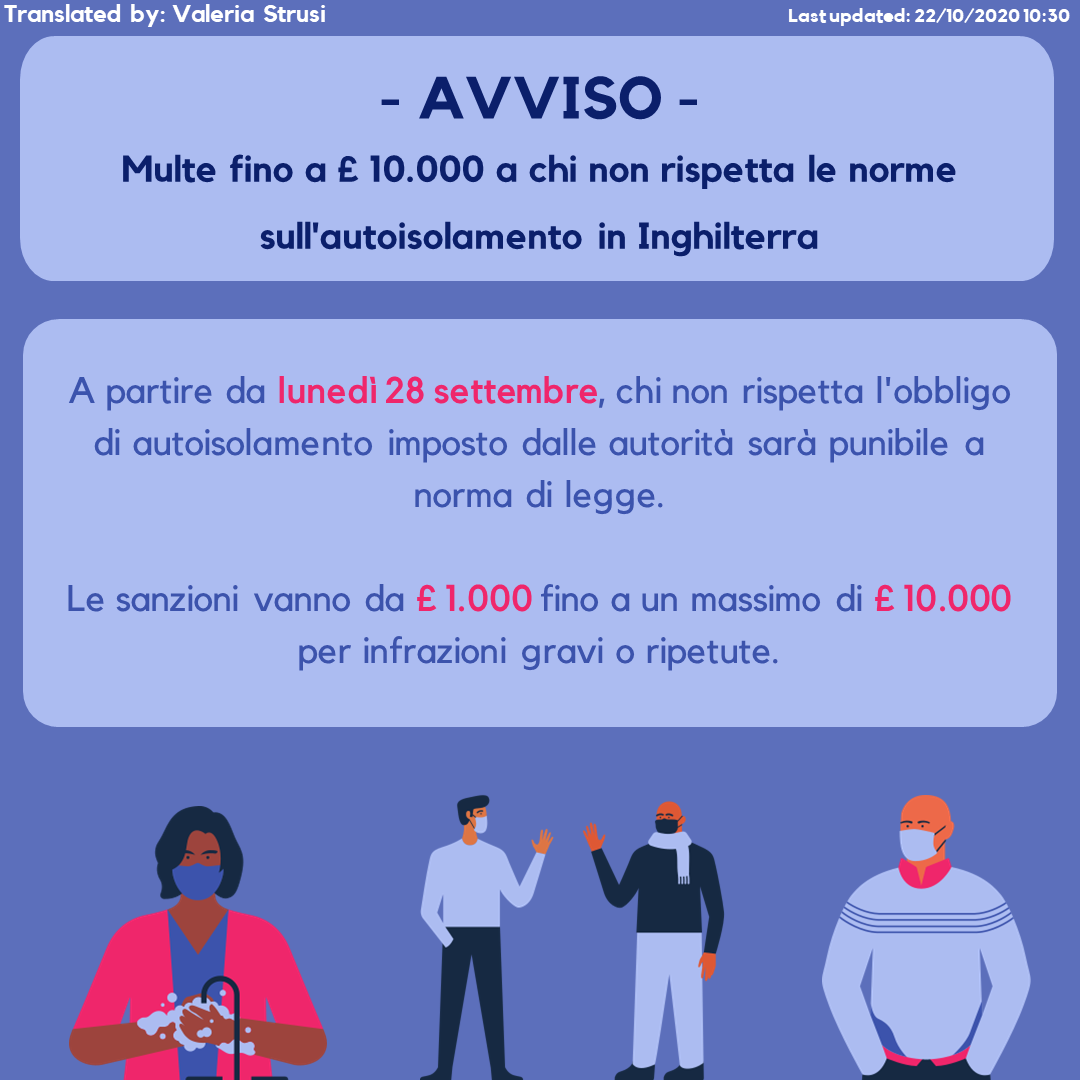 Translated by: Valeria Strusi
Last updated: 22/10/2020 10:30
- AVVISO -
Multe fino a £ 10.000 a chi non rispetta le norme
sull'autoisolamento in Inghilterra
A partire da lunedì 28 settembre, chi non rispetta l'obbligo
di autoisolamento imposto dalle autorità sarà punibile a
norma di legge.
Le sanzioni vanno da £ 1.000 fino a un massimo di £ 10.000
per infrazioni gravi o ripetute.